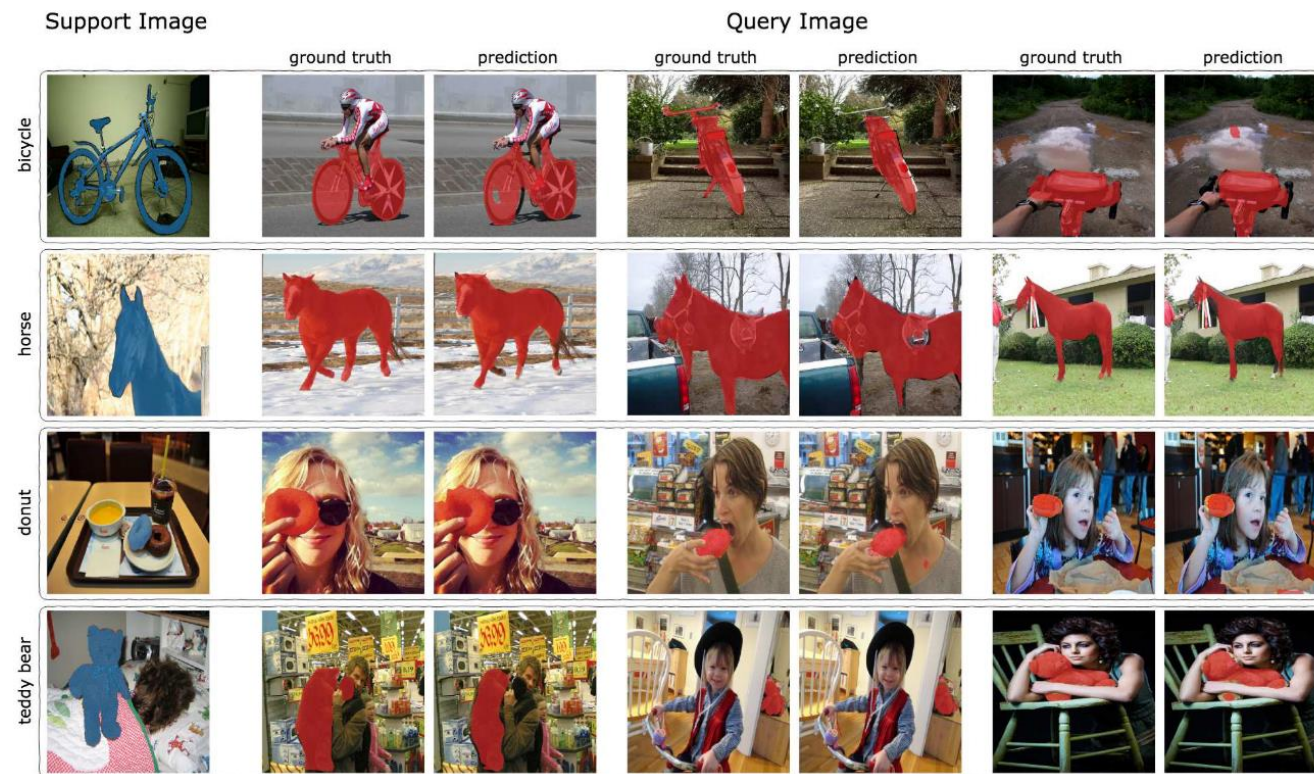 Support Image
Query Image
ground truth prediction ground truth prediction ground truth prediction
bicycle
horse
donut
teddy bear